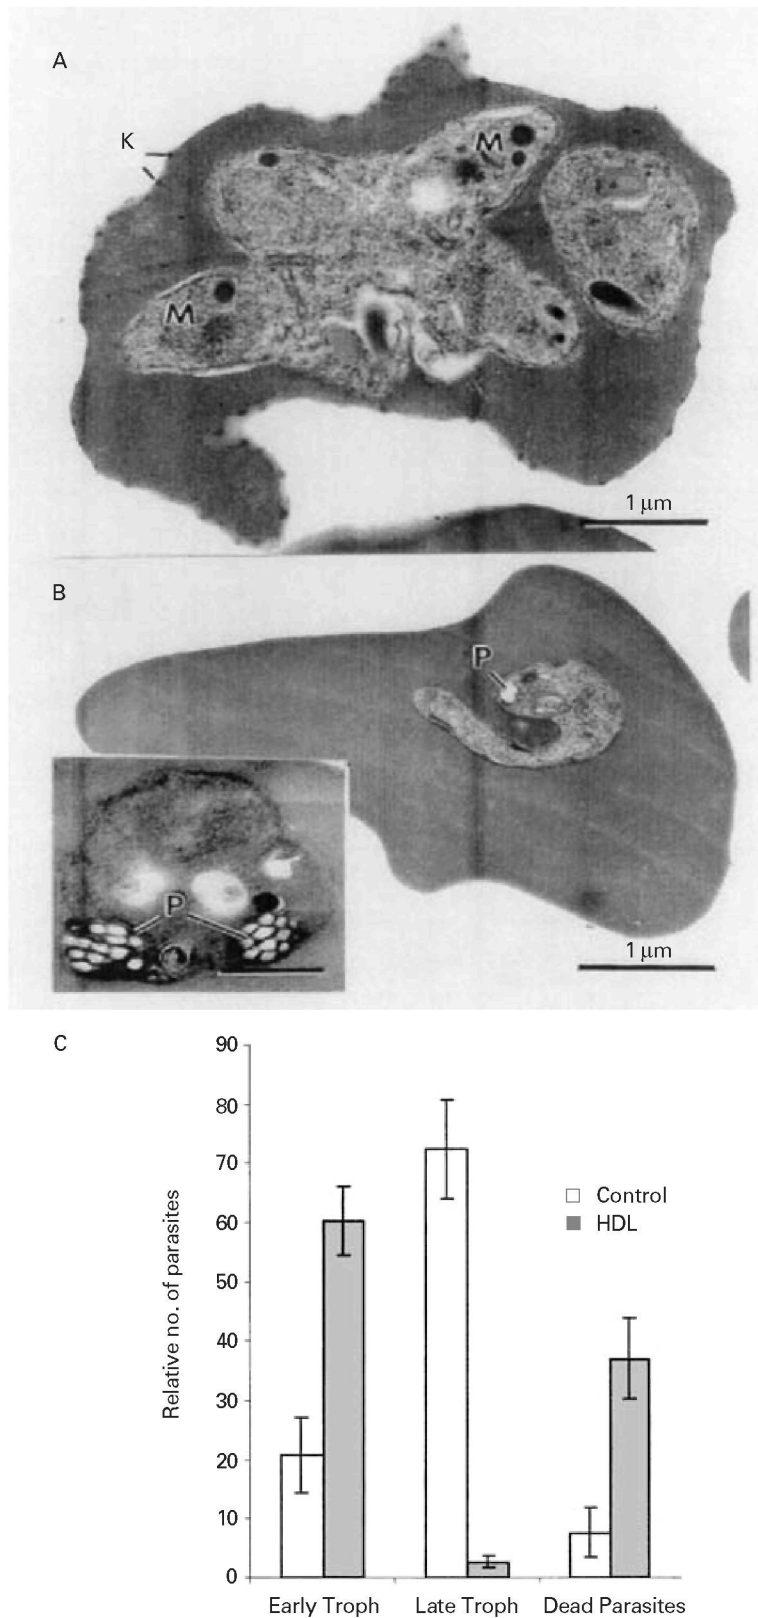 A
K
M
M
1 μm
B
P
P
1 μm
C
90
80
70
60
50
40
30
20
10
0
Relative no. of parasites
Control
HDL
Early Troph
Late Troph
Dead Parasites